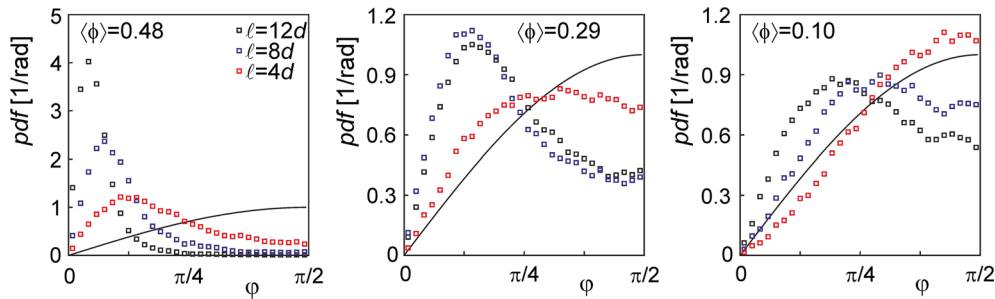 ⟨ϕ⟩=0.48
ℓ=12d
ℓ=8d
ℓ=4d
pdf [1/rad]
5
4
3
2
1
0
0
π/4
φ
π/2
⟨ϕ⟩=0.29
pdf [1/rad]
1.2
0.9
0.6
0.3
0
0
π/4
φ
π/2
⟨ϕ⟩=0.10
pdf [1/rad]
1.2
0.9
0.6
0.3
0
0
π/4
φ
π/2